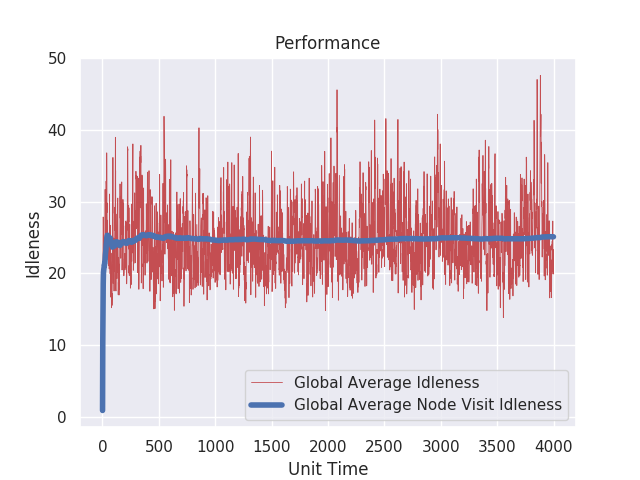 Performance
50
40
30
20
10
0
Idleness
Global Average Idleness
Global Average Node Visit Idleness
0 500 1000 1500 2000 2500 3000 3500 4000
Unit Time